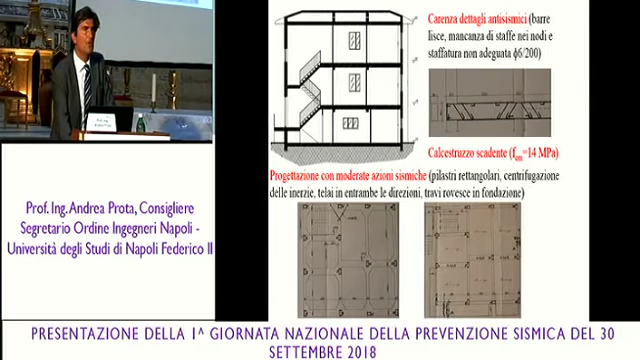 Carenza dettagli antisismici (barre
lisce, mancanza di staffe nei nodi e
staffatura non adeguata ϕ6/200)
Calcestruzzo scadente (fcm=14 MPa)
Progettazione con moderate azioni sismiche (pilastri rettangolari, centrifugazione
delle inerzie, telai in entrambe le direzioni, travi rovesce in fondazione)
Prof. Ing. Andrea Prota, Consigliere
Segretario Ordine Ingegneri Napoli -
Università degli Studi di Napoli Federico II
PRESENTAZIONE DELLA 1^ GIORNATA NAZIONALE DELLA PREVENZIONE SISMICA DEL 30
SETTEMBRE 2018